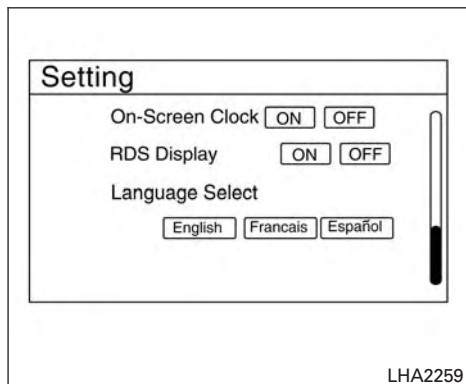 Setting
On-Screen Clock ON OFF
RDS Display ON OFF
Language Select
English Francais Español
LHA2259